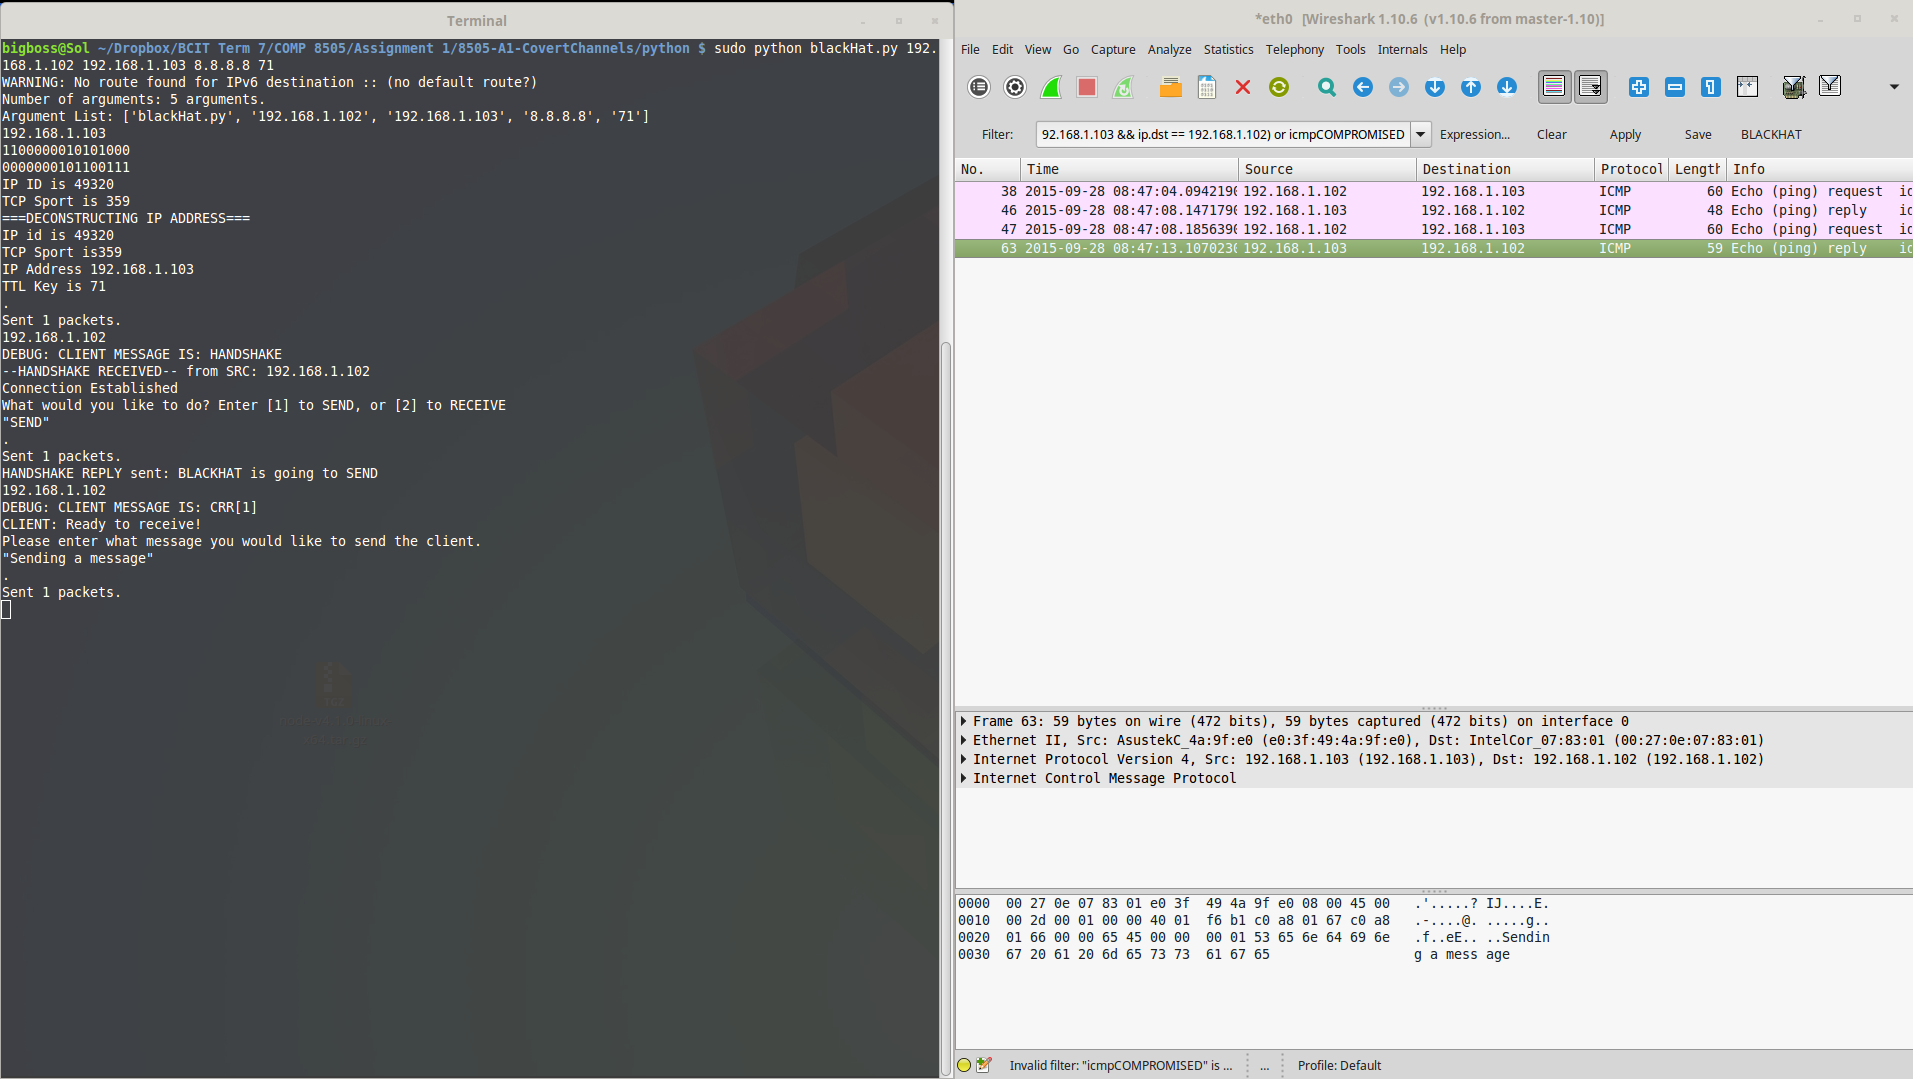 Terminal
bigboss@Sol ~/Dropbox/BCIT Term 7/COMP 8505/Assignment 1/8505-A1-CovertChannels/python $ sudo python blackHat.py 192.
168.1.102 192.168.1.103 8.8.8.8 71
WARNING: No route found for IPv6 destination :: (no default route?)
Number of arguments: 5 arguments.
Argument List: ['blackHat.py', '192.168.1.102', '192.168.1.103', '8.8.8.8', '71']
192.168.1.103
1100000010101000
0000000101100111
IP ID is 49320
TCP Sport is 359
===DECONSTRUCTING IP ADDRESS===
IP id is 49320
TCP Sport is359
IP Address 192.168.1.103
TTL Key is 71
.
Sent 1 packets.
192.168.1.102
DEBUG: CLIENT MESSAGE IS: HANDSHAKE
--HANDSHAKE RECEIVED-- from SRC: 192.168.1.102
Connection Established
What would you like to do? Enter [1] to SEND, or [2] to RECEIVE
"SEND"
.
Sent 1 packets.
HANDSHAKE REPLY sent: BLACKHAT is going to SEND
192.168.1.102
DEBUG: CLIENT MESSAGE IS: CRR[1]
CLIENT: Ready to receive!
Please enter what message you would like to send the client.
"Sending a message"
.
Sent 1 packets.
*eth0 [Wireshark 1.10.6 (v1.10.6 from master-1.10)]
File Edit View Go Capture Analyze Statistics Telephony Tools Internals Help
Filter: 92.168.1.103 && ip.dst == 192.168.1.102) or icmpCOMPROMISED Expression... Clear Apply Save BLACKHAT
No. Time Source Destination Protocol Length Info
38 2015-09-28 08:47:04.0942190 192.168.1.102 192.168.1.103 ICMP 60 Echo (ping) request
46 2015-09-28 08:47:08.1471790 192.168.1.103 192.168.1.102 ICMP 48 Echo (ping) reply
47 2015-09-28 08:47:08.1856390 192.168.1.102 192.168.1.103 ICMP 60 Echo (ping) request
63 2015-09-28 08:47:13.1070230 192.168.1.103 192.168.1.102 ICMP 59 Echo (ping) reply
Frame 63: 59 bytes on wire (472 bits), 59 bytes captured (472 bits) on interface 0
Ethernet II, Src: AsustekC_4a:9f:e0 (e0:3f:49:4a:9f:e0), Dst: IntelCor_07:83:01 (00:27:0e:07:83:01)
Internet Protocol Version 4, Src: 192.168.1.103 (192.168.1.103), Dst: 192.168.1.102 (192.168.1.102)
Internet Control Message Protocol
0000 00 27 0e 07 83 01 e0 3f 49 4a 9f e0 08 00 45 00 .'.....? IJ....E.
0010 00 2d 00 01 00 00 40 01 f6 b1 c0 a8 01 67 c0 a8 .-....@. .....g..
0020 01 66 00 00 65 45 00 00 00 01 53 65 6e 64 69 6e .f..eE.. ..Sendin
0030 67 20 61 20 6d 65 73 73 61 67 65 g a mess age
Invalid filter: "icmpCOMPROMISED" is ... ... Profile: Default